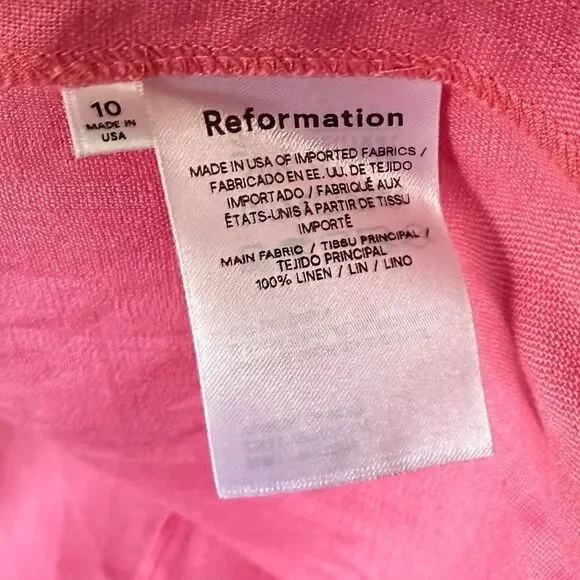 10
MADE IN
USA
Reformation
MADE IN USA OF IMPORTED FABRICS /
FABRICADO EN EE. UU. DE TEJIDO
IMPORTADO / FABRIQUÉ AUX
ÉTATS-UNIS À PARTIR DE TISSU
IMPORTÉ
MAIN FABRIC / TISSU PRINCIPAL /
TEJIDO PRINCIPAL
100% LINEN / LIN / LINO